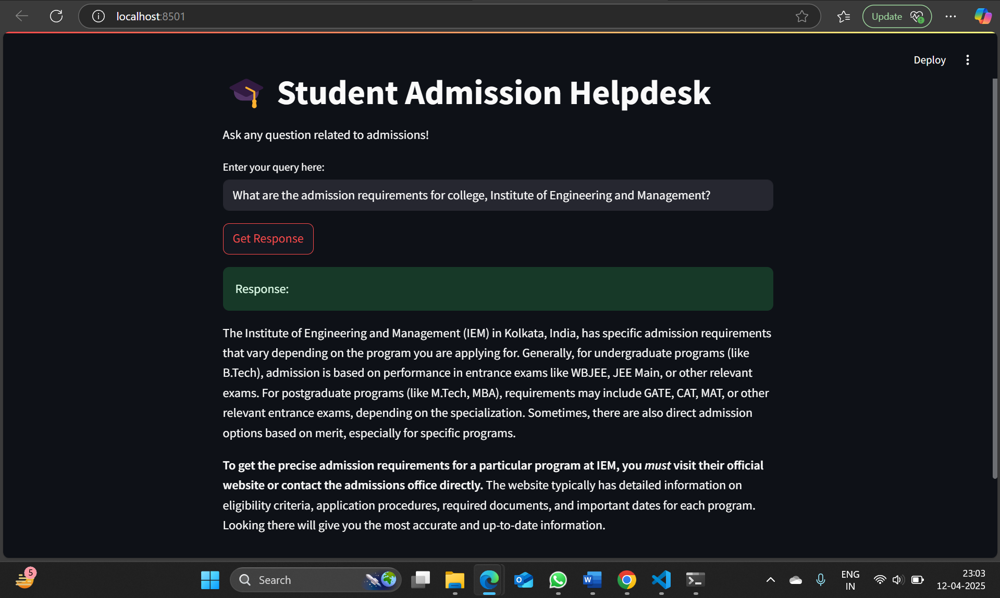 localhost:8501
Update
Deploy
Student Admission Helpdesk
Ask any question related to admissions!
Enter your query here:
What are the admission requirements for college, Institute of Engineering and Management?
Get Response
Response:
The Institute of Engineering and Management (IEM) in Kolkata, India, has specific admission requirements
that vary depending on the program you are applying for. Generally, for undergraduate programs (like
B.Tech), admission is based on performance in entrance exams like WBJEE, JEE Main, or other relevant
exams. For postgraduate programs (like M.Tech, MBA), requirements may include GATE, CAT, MAT, or other
relevant entrance exams, depending on the specialization. Sometimes, there are also direct admission
options based on merit, especially for specific programs.
To get the precise admission requirements for a particular program at IEM, you must visit their official
website or contact the admissions office directly. The website typically has detailed information on
eligibility criteria, application procedures, required documents, and important dates for each program.
Looking there will give you the most accurate and up-to-date information.
5
Search
ENG
IN
23:03
12-04-2025